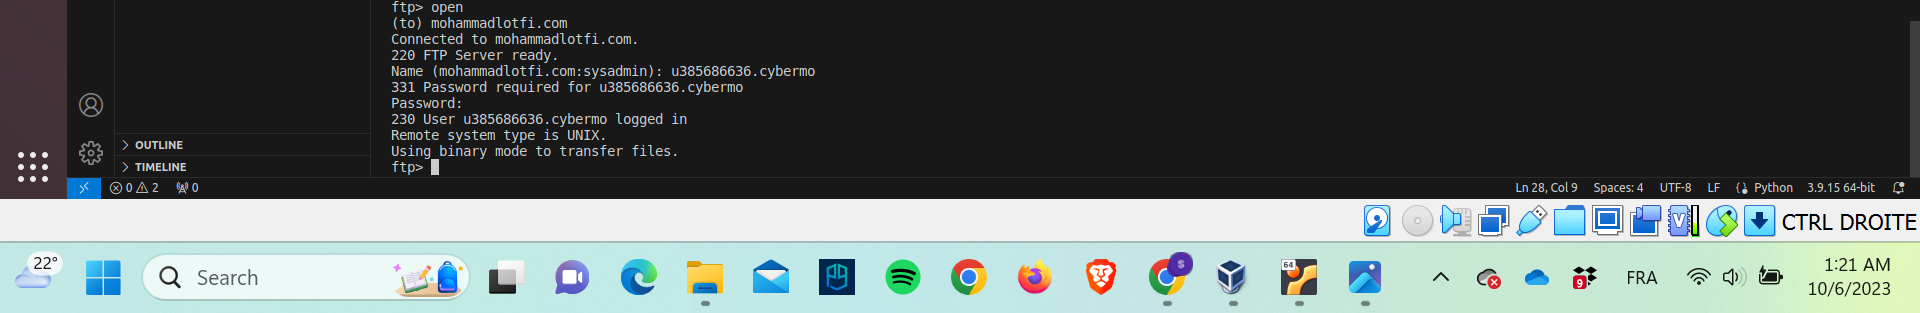 ftp> open
(to) mohammadlotfi.com
Connected to mohammadlotfi.com.
220 FTP Server ready.
Name (mohammadlotfi.com:sysadmin): u385686636.cybermo
331 Password required for u385686636.cybermo
Password:
230 User u385686636.cybermo logged in
Remote system type is UNIX.
Using binary mode to transfer files.
ftp>
OUTLINE
TIMELINE
0 2 0 Ln 28, Col 9 Spaces: 4 UTF-8 LF Python 3.9.15 64-bit
V CTRL DROITE
22° Search S 64 9 FRA 1:21 AM
10/6/2023